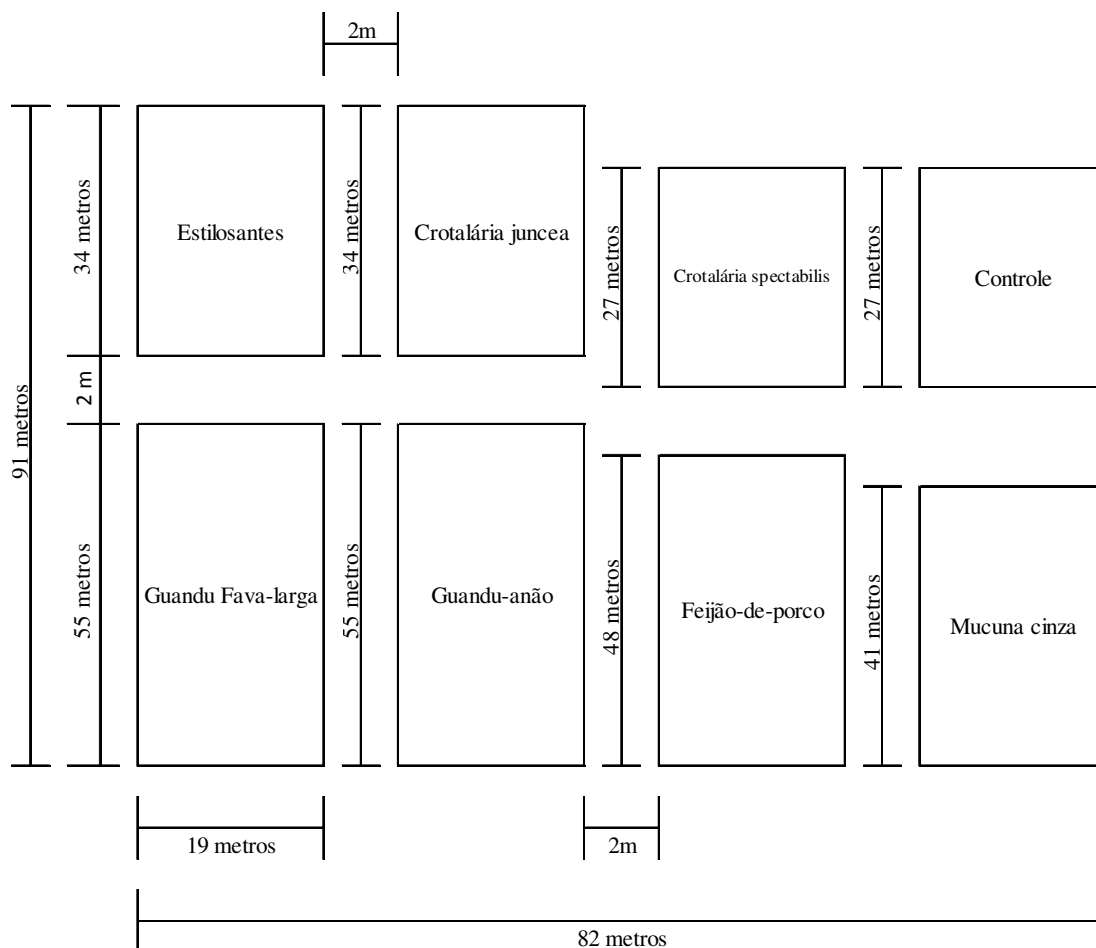 2m
34 metros
Estilosantes
34 metros
Crotalária juncea
27 metros
Crotalária spectabilis
27 metros
Controle
91 metros
2 m
55 metros
Guandu Fava-larga
55 metros
Guandu-anão
48 metros
Feijão-de-porco
41 metros
Mucuna cinza
19 metros
2m
82 metros